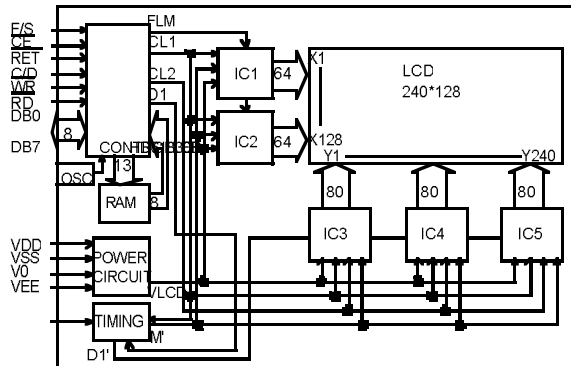 F/S
CE
RET
C/D
WR
RD
DB0
8
DB7
FLM
CL1
CL2
D1
CONT
OSC
13
RAM
8
VDD
VSS
V0
VEE
POWER
CIRCUIT
VLCD
TIMING
M'
D1'
IC1
64
IC2
64
X1
LCD
240*128
X128
Y1
Y240
80
80
80
IC3
IC4
IC5